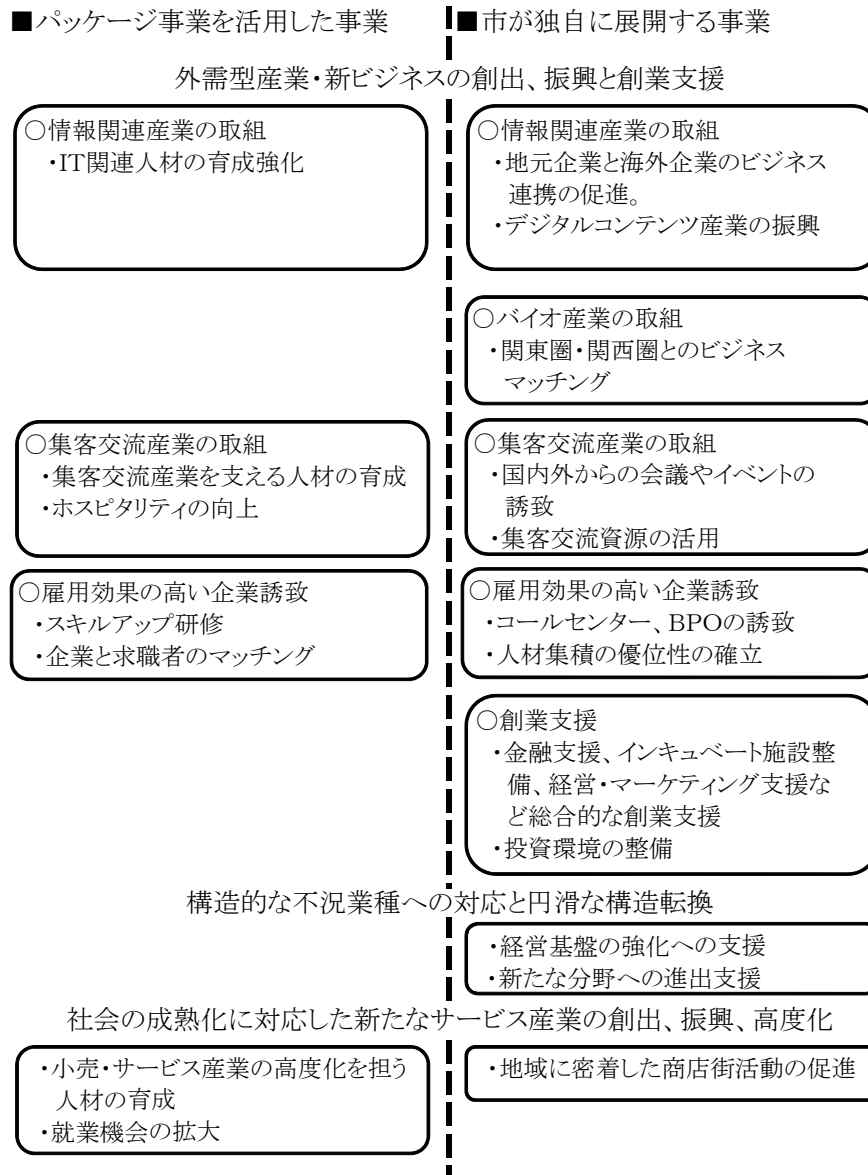 ■パッケージ事業を活用した事業
■市が独自に展開する事業
外需型産業・新ビジネスの創出、振興と創業支援
○情報関連産業の取組
・IT関連人材の育成強化
○情報関連産業の取組
・地元企業と海外企業のビジネス
連携の促進。
・デジタルコンテンツ産業の振興
○バイオ産業の取組
・関東圏・関西圏とのビジネス
マッチング
○集客交流産業の取組
・集客交流産業を支える人材の育成
・ホスピタリティの向上
○集客交流産業の取組
・国内外からの会議やイベントの
誘致
・集客交流資源の活用
○雇用効果の高い企業誘致
・スキルアップ研修
・企業と求職者のマッチング
○雇用効果の高い企業誘致
・コールセンター、BPOの誘致
・人材集積の優位性の確立
○創業支援
・金融支援、インキュベート施設整
備、経営・マーケティング支援な
ど総合的な創業支援
・投資環境の整備
構造的な不況業種への対応と円滑な構造転換
・経営基盤の強化への支援
・新たな分野への進出支援
社会の成熟化に対応した新たなサービス産業の創出、振興、高度化
・小売・サービス産業の高度化を担う
人材の育成
・就業機会の拡大
・地域に密着した商店街活動の促進